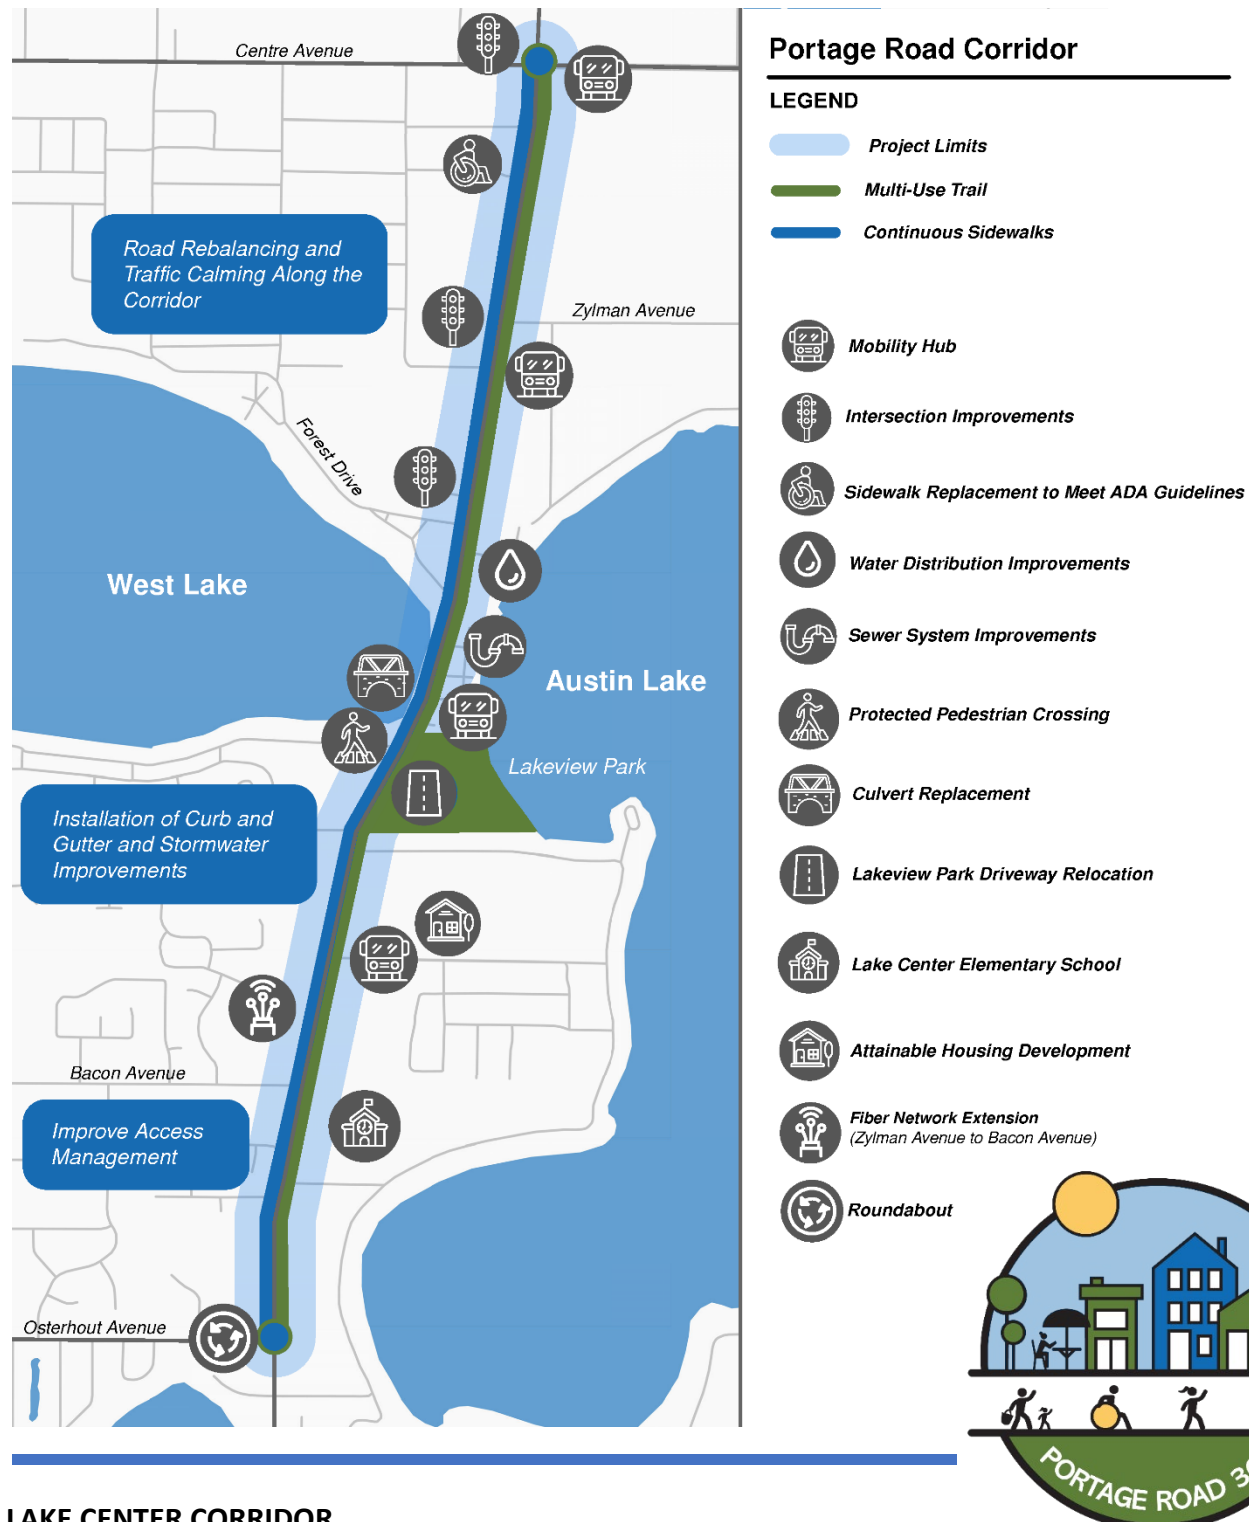 Portage Road Corridor
LEGEND
Project Limits
Multi-Use Trail
Continuous Sidewalks
Mobility Hub
Intersection Improvements
Sidewalk Replacement to Meet ADA Guidelines
Water Distribution Improvements
Sewer System Improvements
Protected Pedestrian Crossing
Culvert Replacement
Lakeview Park Driveway Relocation
Lake Center Elementary School
Attainable Housing Development
Fiber Network Extension
(Zylman Avenue to Bacon Avenue)
Roundabout
Centre Avenue
Road Rebalancing and
Traffic Calming Along the
Corridor
Zylman Avenue
Forest Drive
West Lake
Austin Lake
Lakeview Park
Installation of Curb and
Gutter and Stormwater
Improvements
Bacon Avenue
Improve Access
Management
Osterhout Avenue
PORTAGE ROAD
LAKE CENTER CORRIDOR